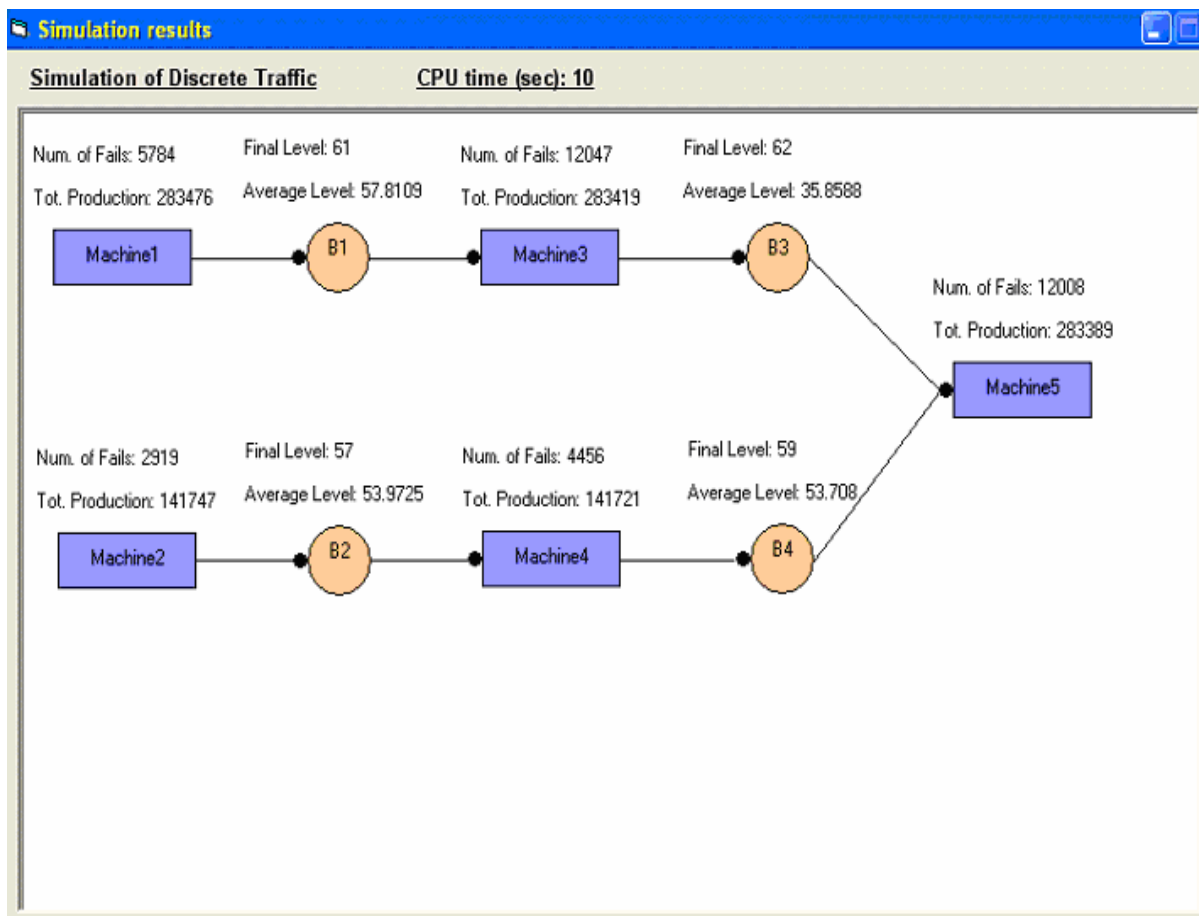 Simulation results
Simulation of Discrete Traffic CPU time (sec): 10
Num. of Fails: 5784
Tot. Production: 283476
Machine1
Final Level: 61
Average Level: 57.8109
B1
Num. of Fails: 12047
Tot. Production: 283419
Machine3
Final Level: 62
Average Level: 35.8588
B3
Num. of Fails: 12008
Tot. Production: 283389
Machine5
Num. of Fails: 2919
Tot. Production: 141747
Machine2
Final Level: 57
Average Level: 53.9725
B2
Num. of Fails: 4456
Tot. Production: 141721
Machine4
Final Level: 59
Average Level: 53.708
B4